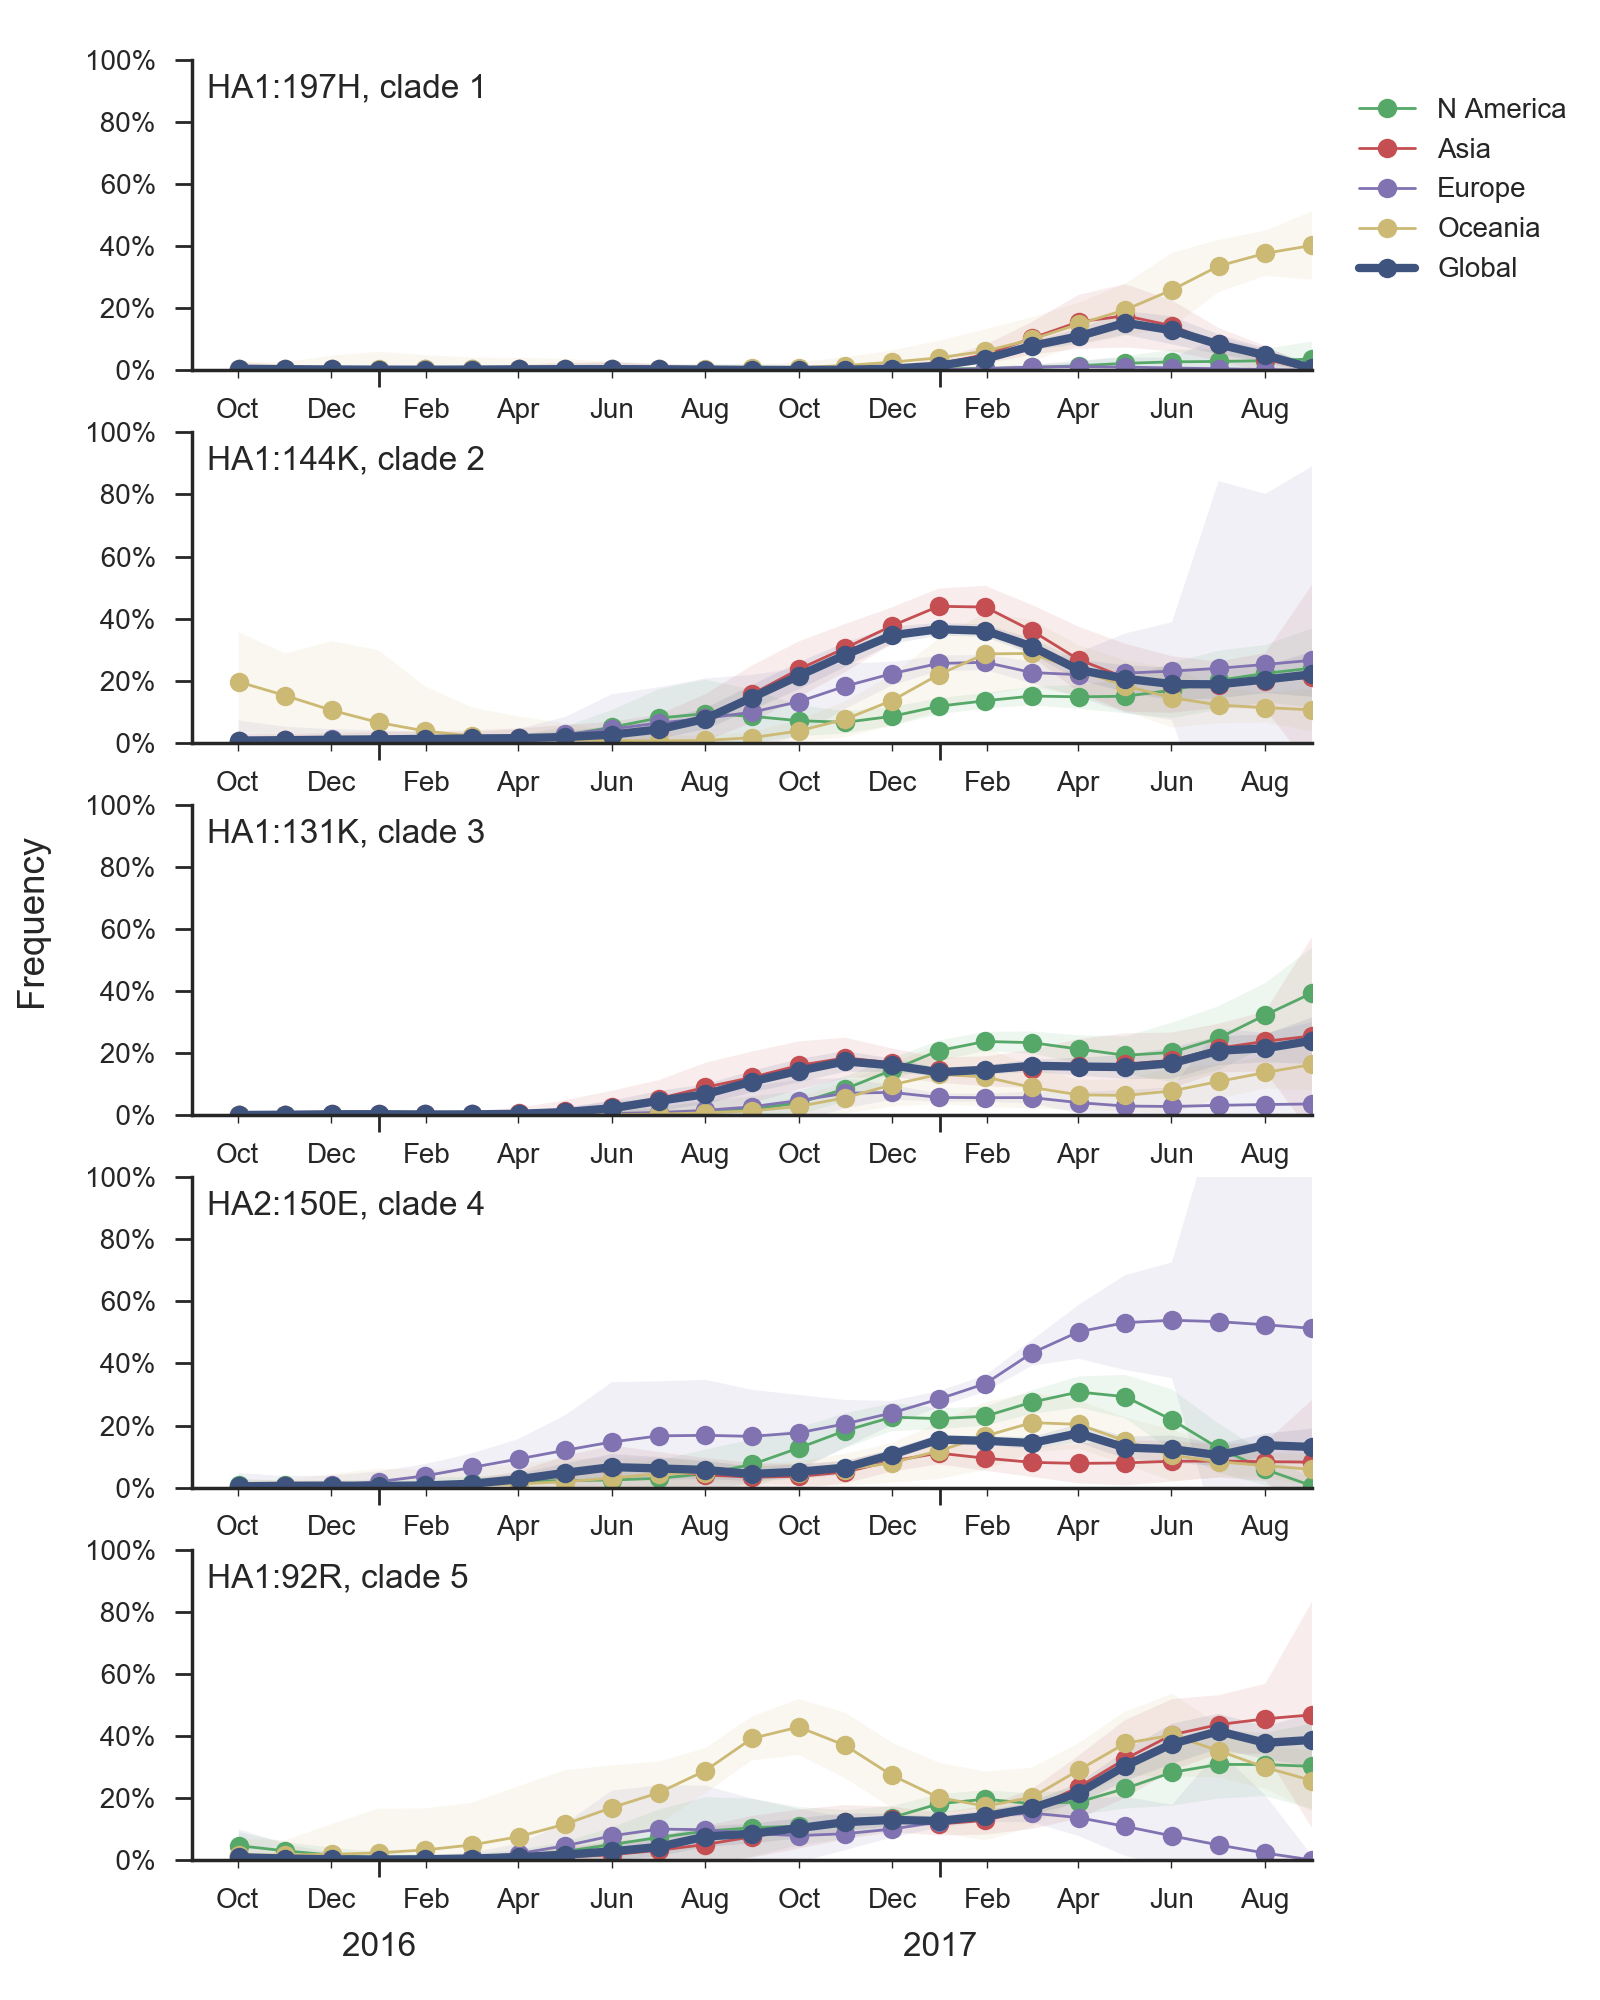 HA1:197H, clade 1
100%
80%
60%
40%
20%
0%
Oct Dec Feb Apr Jun Aug Oct Dec Feb Apr Jun Aug
N America
Asia
Europe
Oceania
Global
HA1:144K, clade 2
100%
80%
60%
40%
20%
0%
Oct Dec Feb Apr Jun Aug Oct Dec Feb Apr Jun Aug
Frequency
HA1:131K, clade 3
100%
80%
60%
40%
20%
0%
Oct Dec Feb Apr Jun Aug Oct Dec Feb Apr Jun Aug
HA2:150E, clade 4
100%
80%
60%
40%
20%
0%
Oct Dec Feb Apr Jun Aug Oct Dec Feb Apr Jun Aug
HA1:92R, clade 5
100%
80%
60%
40%
20%
0%
Oct Dec Feb Apr Jun Aug Oct Dec Feb Apr Jun Aug
2016 2017